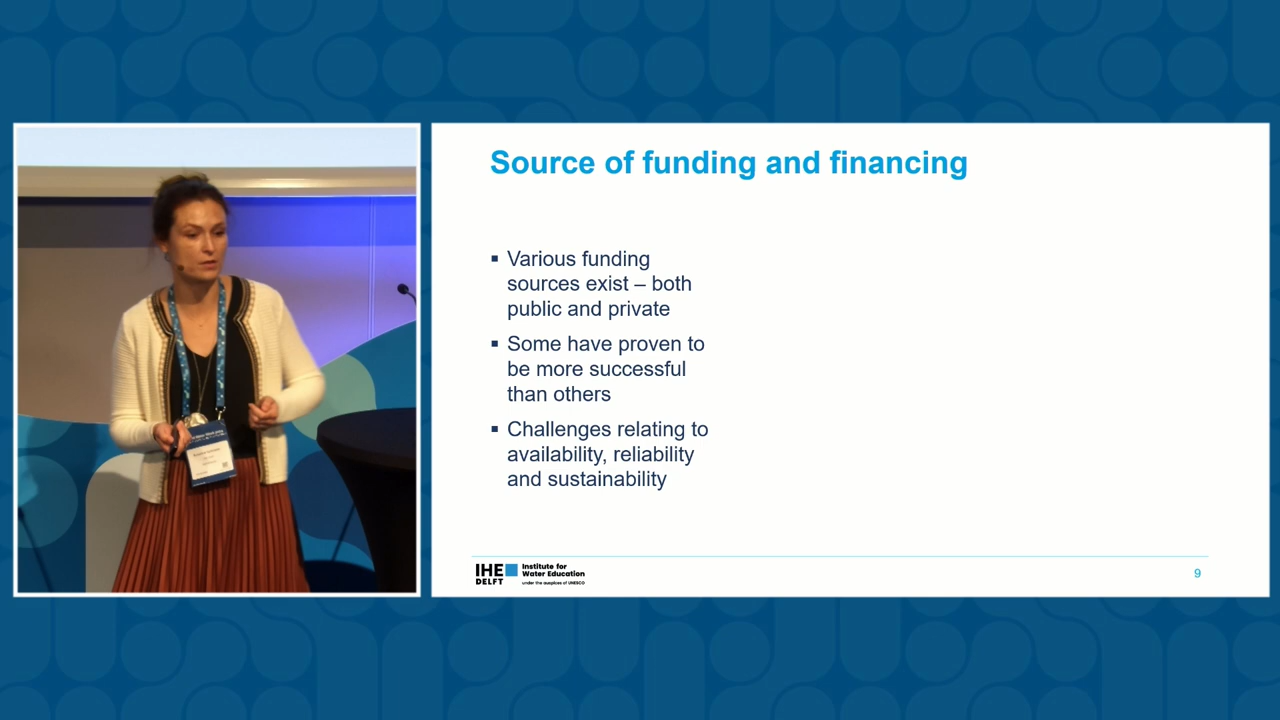 Source of funding and financing
▪ Various funding
sources exist – both
public and private
▪ Some have proven to
be more successful
than others
▪ Challenges relating to
availability, reliability
and sustainability
IHE
DELFT
Institute for
Water Education
under the auspices of UNESCO
9